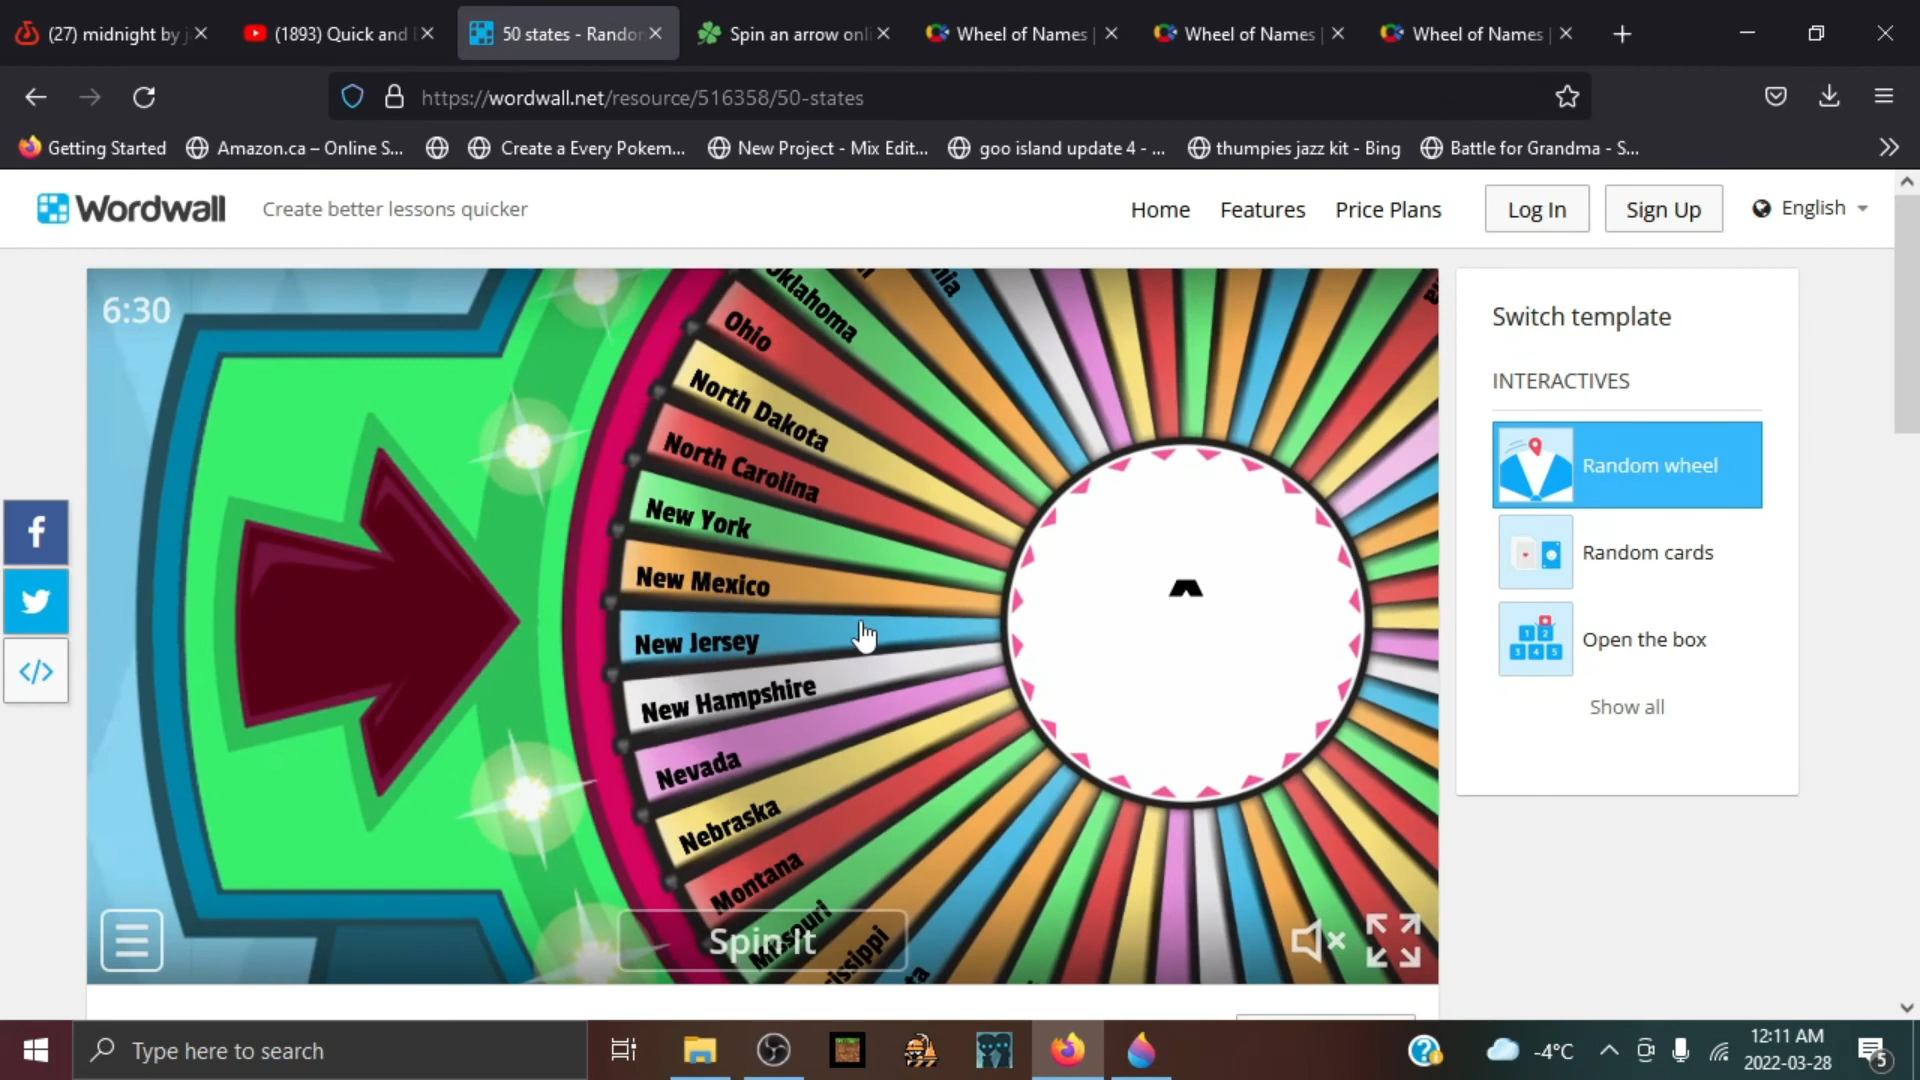 (27) midnight by j
(1893) Quick and
50 states - Random
Spin an arrow onli
Wheel of Names |
Wheel of Names |
Wheel of Names |
https://wordwall.net/resource/516358/50-states
Getting Started
Amazon.ca – Online S...
Create a Every Pokem...
New Project - Mix Edit...
goo island update 4 - ...
thumpies jazz kit - Bing
Battle for Grandma - S...
Wordwall
Create better lessons quicker
Home
Features
Price Plans
Log In
Sign Up
English
6:30
Oklahoma
Ohio
North Dakota
North Carolina
New York
New Mexico
New Jersey
New Hampshire
Nevada
Nebraska
Montana
Missouri
Spin It
Switch template
INTERACTIVES
Random wheel
Random cards
Open the box
Show all
Type here to search
-4°C
12:11 AM
2022-03-28
5